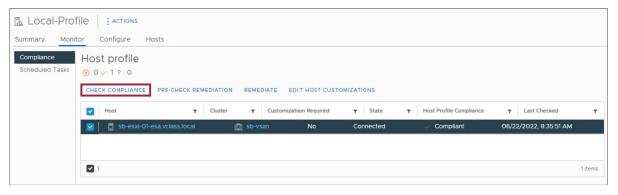 Local-Profile ACTIONS
Summary Monitor Configure Hosts
Compliance
Scheduled Tasks
Host profile
0 1 ? 0
CHECK COMPLIANCE PRE-CHECK REMEDIATION REMEDIATE EDIT HOST CUSTOMIZATIONS
Host Cluster Customization Required State Host Profile Compliance Last Checked
sb-esxi-01-esa.vclass.local sb-vsan No Connected Compliant 06/22/2022, 8:35:51 AM
1 1 items